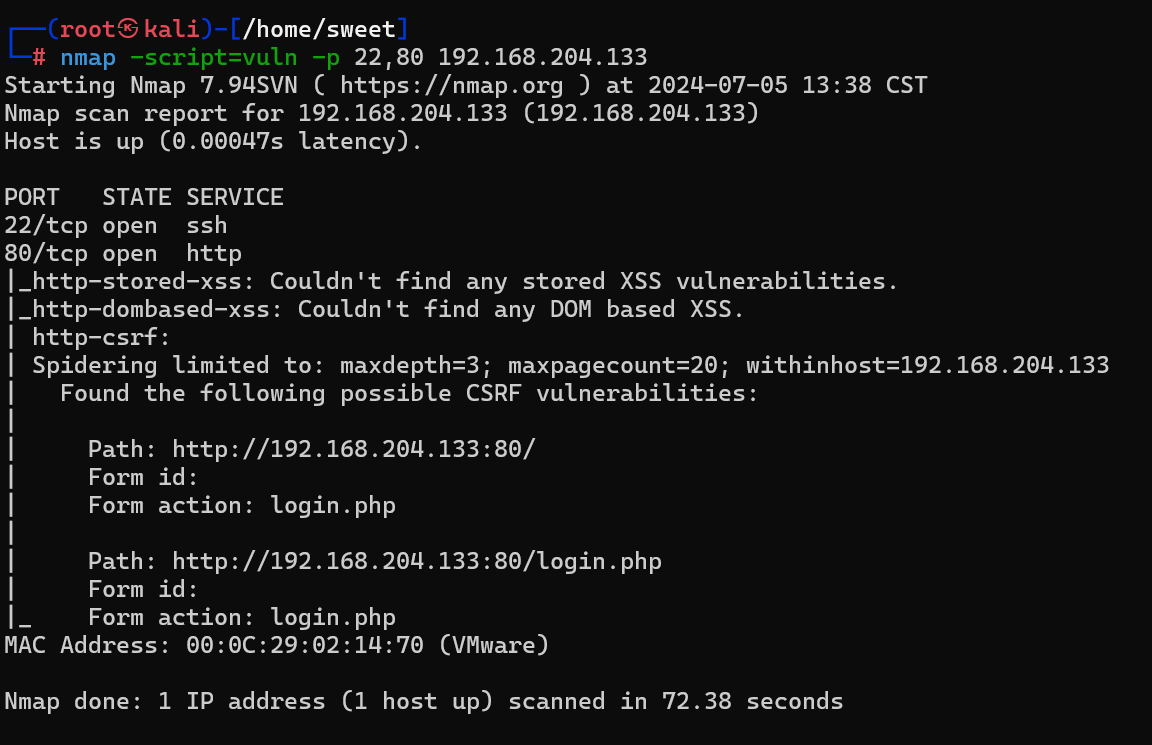 ┌──(root㉿kali)-[/home/sweet]
└─# nmap -script=vuln -p 22,80 192.168.204.133
Starting Nmap 7.94SVN ( https://nmap.org ) at 2024-07-05 13:38 CST
Nmap scan report for 192.168.204.133 (192.168.204.133)
Host is up (0.00047s latency).

PORT   STATE SERVICE
22/tcp open  ssh
80/tcp open  http
|_http-stored-xss: Couldn't find any stored XSS vulnerabilities.
|_http-dombased-xss: Couldn't find any DOM based XSS.
| http-csrf:
| Spidering limited to: maxdepth=3; maxpagecount=20; withinhost=192.168.204.133
|   Found the following possible CSRF vulnerabilities:
|
|     Path: http://192.168.204.133:80/
|     Form id:
|     Form action: login.php
|
|     Path: http://192.168.204.133:80/login.php
|     Form id:
|_    Form action: login.php
MAC Address: 00:0C:29:02:14:70 (VMware)

Nmap done: 1 IP address (1 host up) scanned in 72.38 seconds